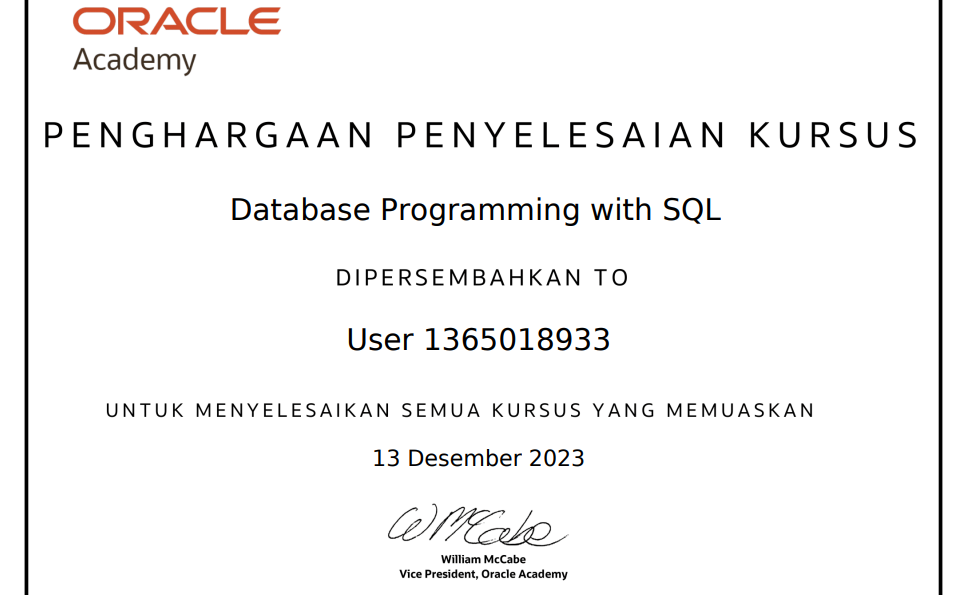 ORACLE
Academy
PENGHARGAAN PENYELESAIAN KURSUS
Database Programming with SQL
DIPERSEMBAHKAN TO
User 1365018933
UNTUK MENYELESAIKAN SEMUA KURSUS YANG MEMUASKAN
13 Desember 2023
W McCabe
William McCabe
Vice President, Oracle Academy